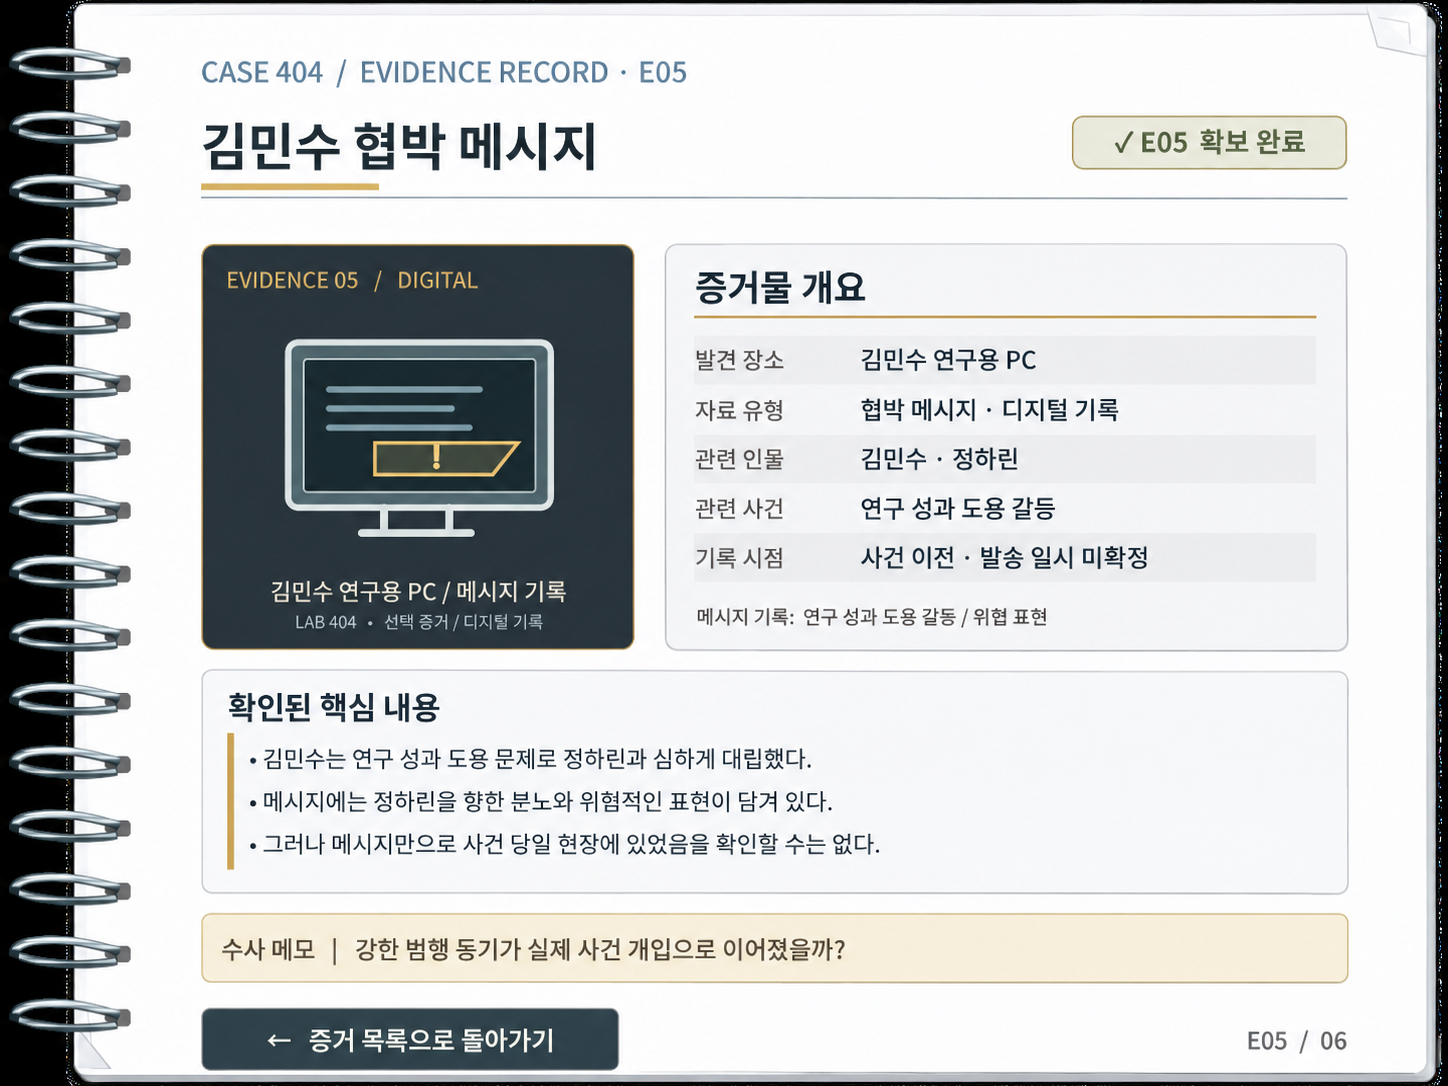 CASE 404 / EVIDENCE RECORD · E05
김민수 협박 메시지
✓ E05 확보 완료
EVIDENCE 05 / DIGITAL
!
김민수 연구용 PC / 메시지 기록
LAB 404 • 선택 증거 / 디지털 기록
증거물 개요
발견 장소 김민수 연구용 PC
자료 유형 협박 메시지 · 디지털 기록
관련 인물 김민수 · 정하린
관련 사건 연구 성과 도용 갈등
기록 시점 사건 이전 · 발송 일시 미확정
메시지 기록: 연구 성과 도용 갈동 / 위협 표현
확인된 핵심 내용
• 김민수는 연구 성과 도용 문제로 정하린과 심하게 대립했다.
• 메시지에는 정하린을 향한 분노와 위협적인 표현이 담겨 있다.
• 그러나 메시지만으로 사건 당일 현장에 있었음을 확인할 수는 없다.
수사 메모 | 강한 범행 동기가 실제 사건 개입으로 이어졌을까?
← 증거 목록으로 돌아가기
E05 / 06